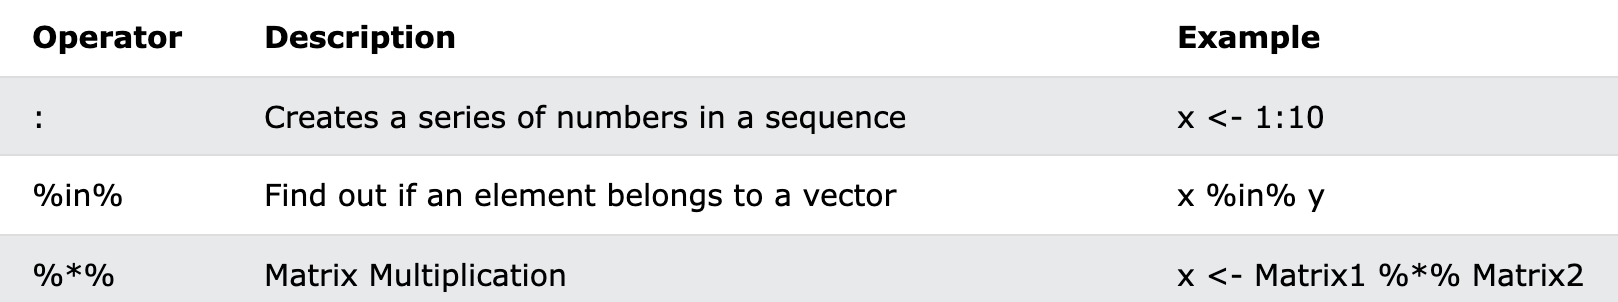 Operator Description Example
: Creates a series of numbers in a sequence x <- 1:10
%in% Find out if an element belongs to a vector x %in% y
%*% Matrix Multiplication x <- Matrix1 %*% Matrix2